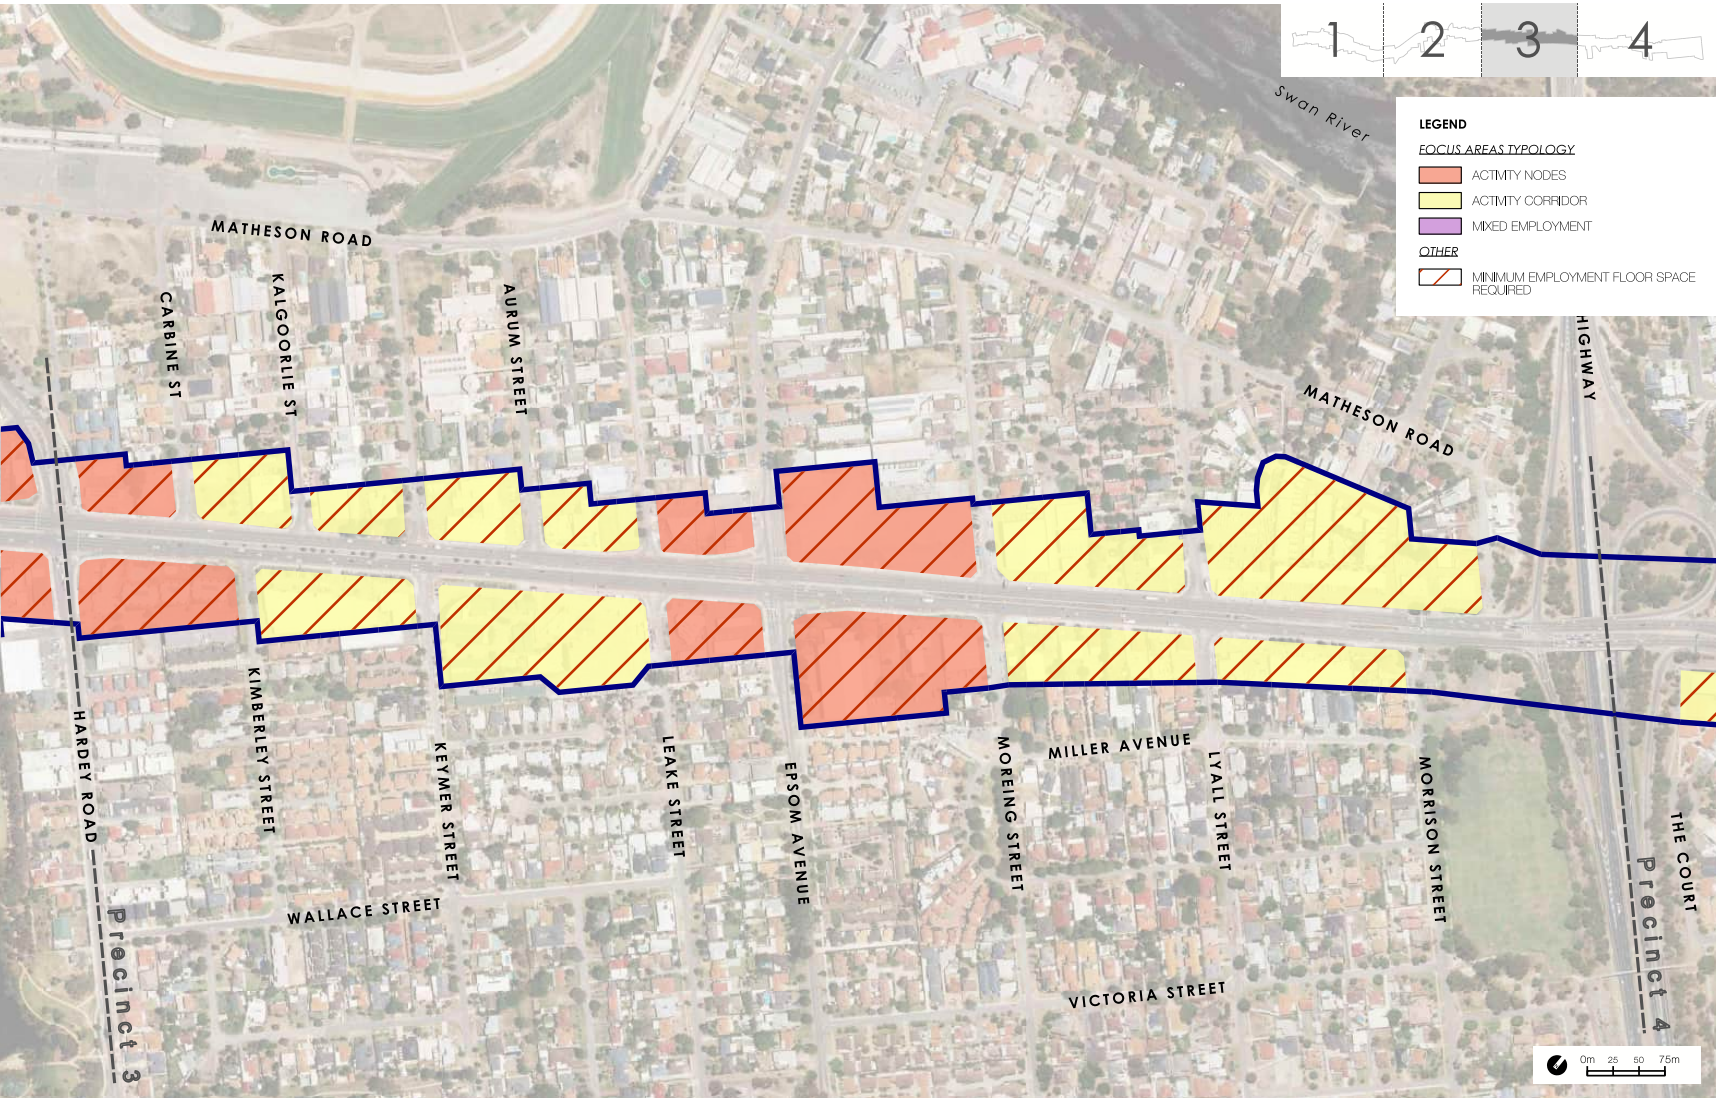 1
2
3
4
Swan River
LEGEND
FOCUS AREAS TYPOLOGY
ACTIVITY NODES
ACTIVITY CORRIDOR
MIXED EMPLOYMENT
OTHER
MINIMUM EMPLOYMENT FLOOR SPACE
REQUIRED
MATHESON ROAD
CARBINE ST
KALGOORLIE ST
AURUM STREET
HIGHWAY
MATHESON ROAD
HARDEY ROAD
KIMBERLEY STREET
KEYMER STREET
LEAKE STREET
EPSOM AVENUE
MOREING STREET
MILLER AVENUE
LYALL STREET
MORRISON STREET
THE COURT
WALLACE STREET
VICTORIA STREET
Precinct 3
Precinct 4
0m 25 50 75m